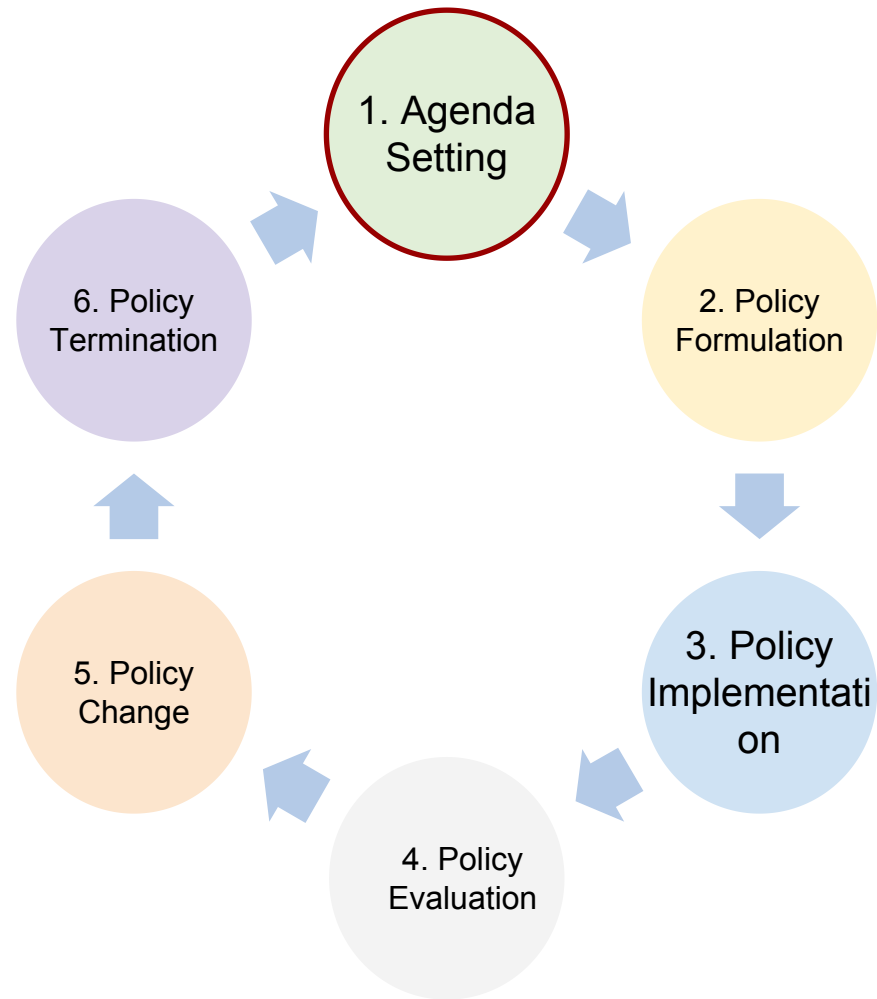 1. Agenda
Setting
2. Policy
Formulation
3. Policy
Implementati
on
4. Policy
Evaluation
5. Policy
Change
6. Policy
Termination